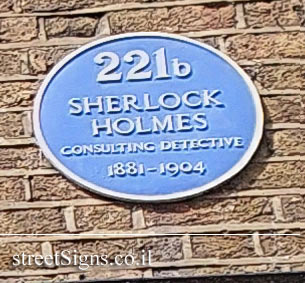 221b
SHERLOCK
HOLMES
CONSULTING DETECTIVE
1881-1904
streetSigns.co.il